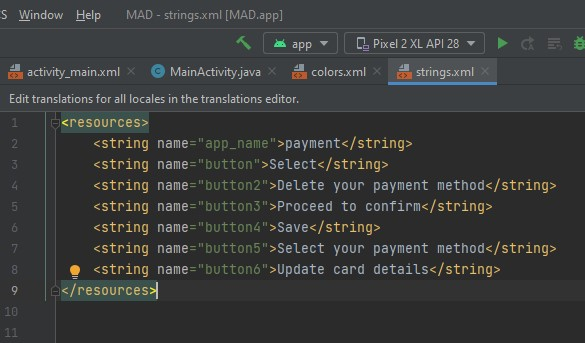 CS Window Help MAD - strings.xml [MAD.app]
app Pixel 2 XL API 28
activity_main.xml MainActivity.java colors.xml strings.xml
Edit translations for all locales in the translations editor.
1 <resources>
2 <string name="app_name">payment</string>
3 <string name="button">Select</string>
4 <string name="button2">Delete your payment method</string>
5 <string name="button3">Proceed to confirm</string>
6 <string name="button4">Save</string>
7 <string name="button5">Select your payment method</string>
8 <string name="button6">Update card details</string>
9 </resources>
10
11